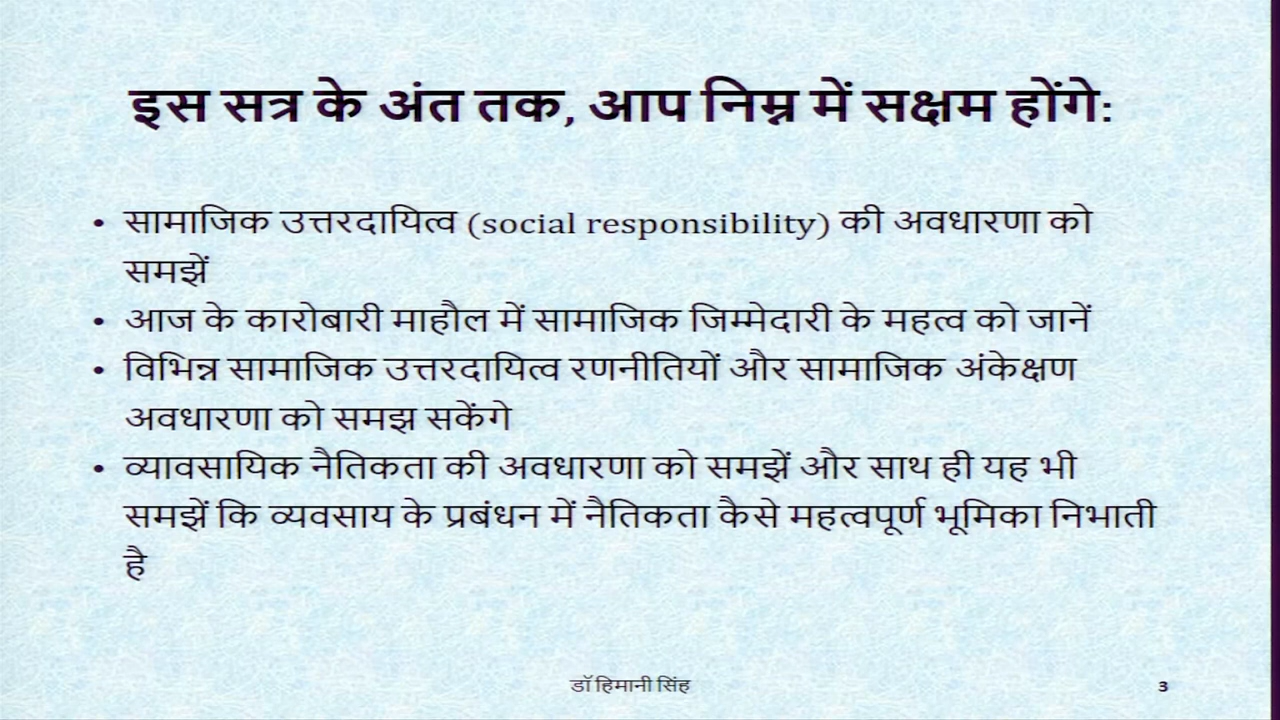 इस सत्र के अंत तक, आप निम्न में सक्षम होंगे:
• सामाजिक उत्तरदायित्व (social responsibility) की अवधारणा को
समझें
• आज के कारोबारी माहौल में सामाजिक जिम्मेदारी के महत्व को जानें
• विभिन्न सामाजिक उत्तरदायित्व रणनीतियों और सामाजिक अंकेक्षण
अवधारणा को समझ सकेंगे
• व्यावसायिक नैतिकता की अवधारणा को समझें और साथ ही यह भी
समझें कि व्यवसाय के प्रबंधन में नैतिकता कैसे महत्वपूर्ण भूमिका निभाती
है
डॉ हिमानी सिंह
3